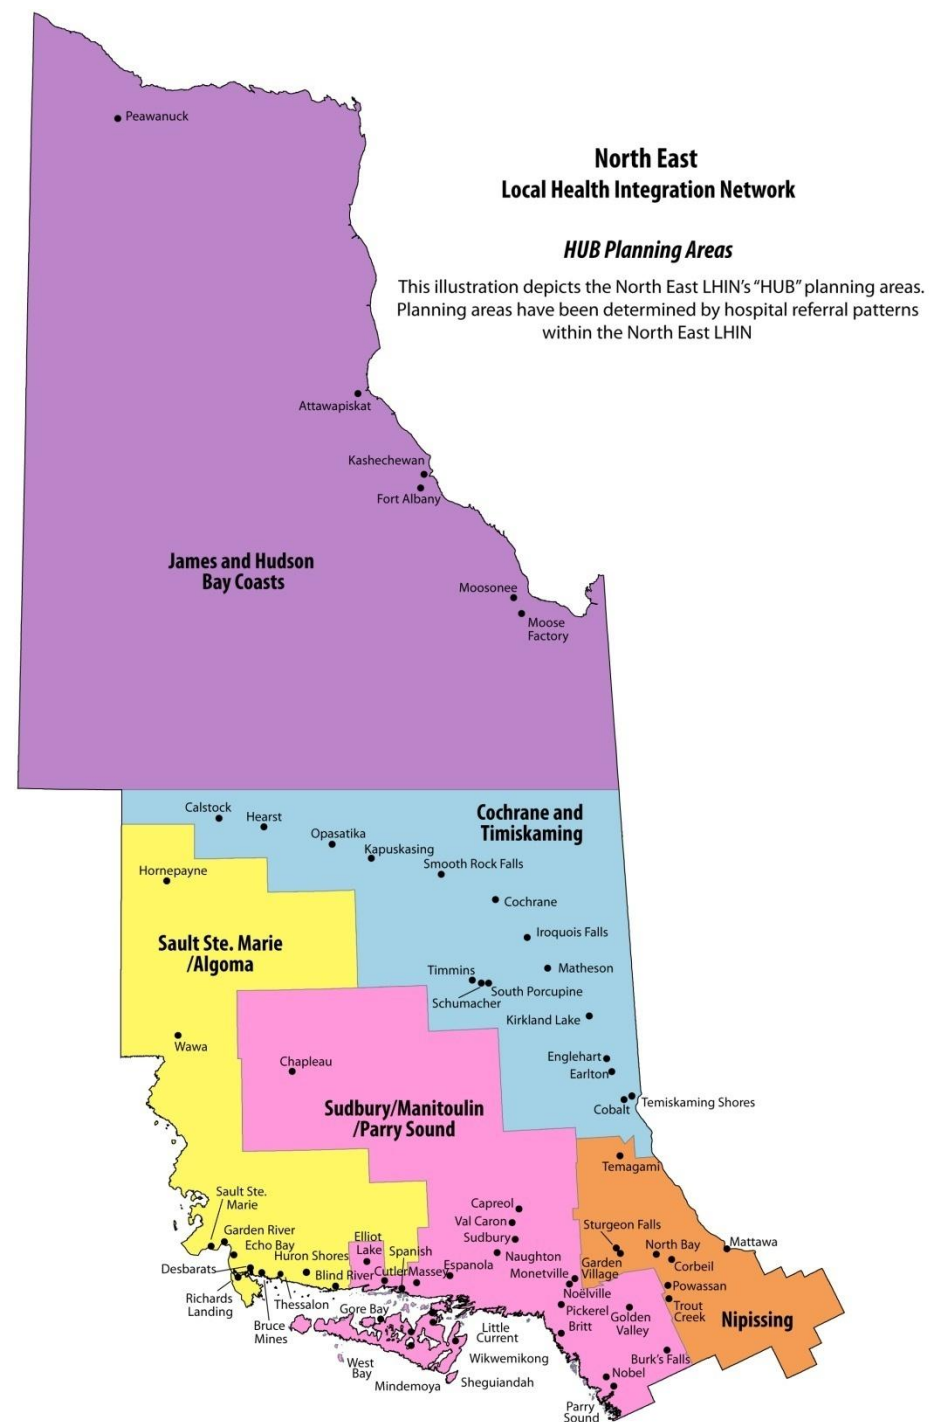 North East
Local Health Integration Network
HUB Planning Areas
This illustration depicts the North East LHIN's “HUB” planning areas.
Planning areas have been determined by hospital referral patterns
within the North East LHIN
Peawanuck
Attawapiskat
Kashechewan
Fort Albany
James and Hudson
Bay Coasts
Moosonee
Moose
Factory
Cochrane and
Timiskaming
Calstock
Hearst
Opasatika
Kapuskasing
Smooth Rock Falls
Cochrane
Iroquois Falls
Matheson
Timmins
South Porcupine
Schumacher
Kirkland Lake
Englehart
Earlton
Cobalt
Temiskaming Shores
Hornepayne
Sault Ste. Marie
/Algoma
Wawa
Chapleau
Sudbury/Manitoulin
/Parry Sound
Temagami
Sault Ste.
Marie
Garden River
Echo Bay
Desbarats
Huron Shores
Richards
Landing
Thessalon
Bruce
Mines
Blind River
Elliot
Lake
Cutler
Spanish
Massey
Espanola
Capreol
Val Caron
Sudbury
Naughton
Monetville
Noëlville
Sturgeon Falls
Garden
Village
North Bay
Corbeil
Mattawa
Powassan
Trout
Creek
Nipissing
Pickerel
Britt
Golden
Valley
Burk's Falls
Nobel
Parry
Sound
Gore Bay
Little
Current
Wikwemikong
West
Bay
Mindemoya
Sheguiandah